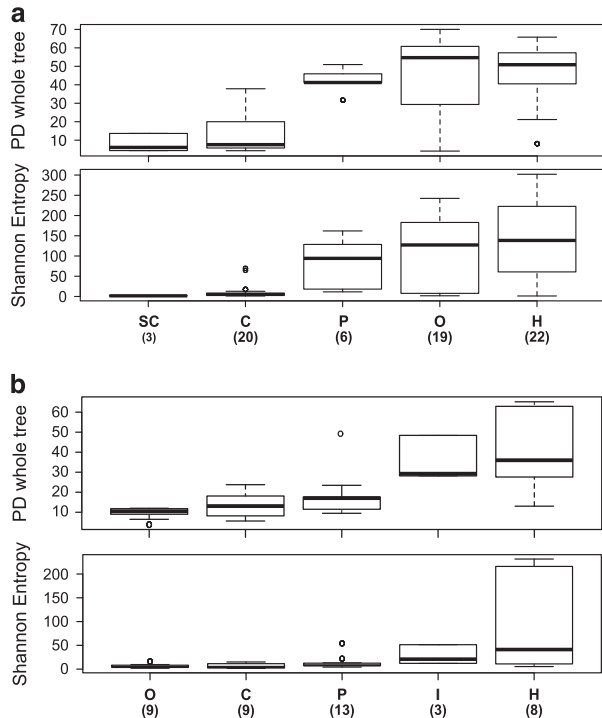 a
PD whole tree
70
60
50
40
30
20
10
Shannon Entropy
300
250
200
150
100
50
0
SC C P O H
(3) (20) (6) (19) (22)
b
PD whole tree
60
50
40
30
20
10
Shannon Entropy
200
150
100
50
0
O C P I H
(9) (9) (13) (3) (8)